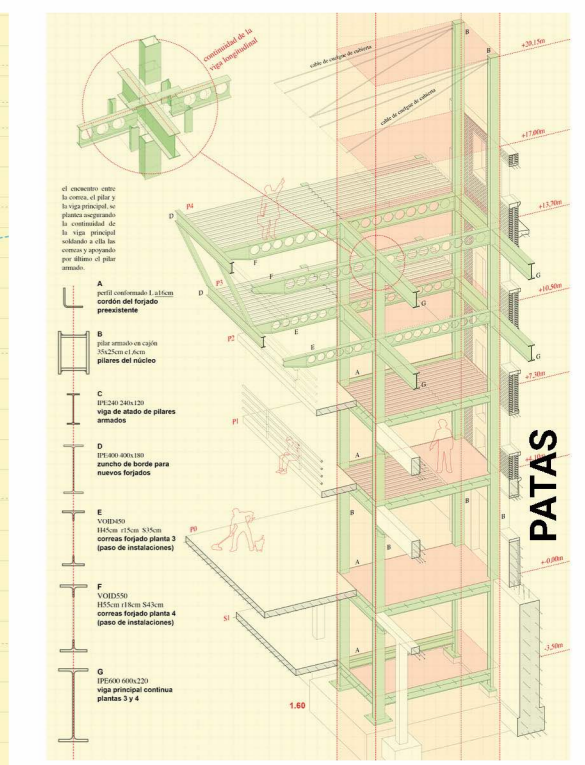 continuidad de la
viga longitudinal
el encuentro entre
la correa, el pilar y
la viga principal, se
plantea asegurando
la continuidad de
la viga principal
soldando a ella las
correas y apoyando
por último el pilar
armado.
A
perfil conformado L a16cm
cordón del forjado
preexistente
B
pilar armado en cajón
35x25cm e1.6cm
pilares del núcleo
C
IPE240 240x120
viga de atado de pilares
armados
D
IPE400 400x180
zuncho de borde para
nuevos forjados
E
VOID450
H45cm r15cm S35cm
correas forjado planta 3
(paso de instalaciones)
F
VOID550
H55cm r18cm S43cm
correas forjado planta 4
(paso de instalaciones)
G
IPE600 600x220
viga principal continua
plantas 3 y 4
cable de cuelgue de cubierta
cable de cuelgue de cubierta
B
B
+20,15m
+17,00m
+13,70m
+10,50m
+7,30m
+4,10m
+-0,00m
-3,50m
P4
D
F
F
G
G
P3
D
E
E
G
G
P2
A
P1
A
P0
B
B
B
B
A
S1
A
1.60
PATAS